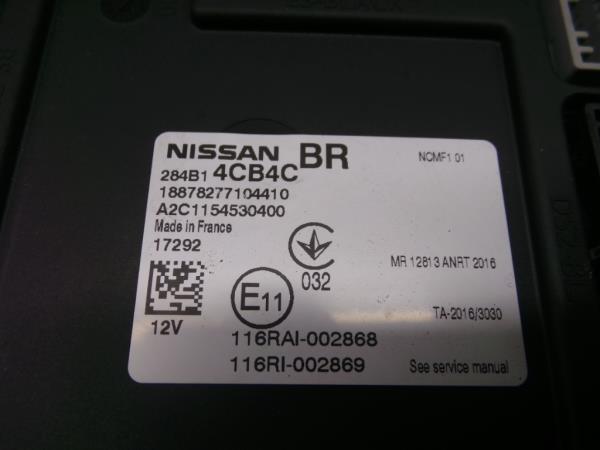 NISSAN BR NCMF1 01
284B1 4CB4C
18878277104410
A2C1154530400
Made in France
17292
032
MR 12813 ANRT 2016
E11
TA-2016/3030
12V
116RAI-002868
116RI-002869 See service manual